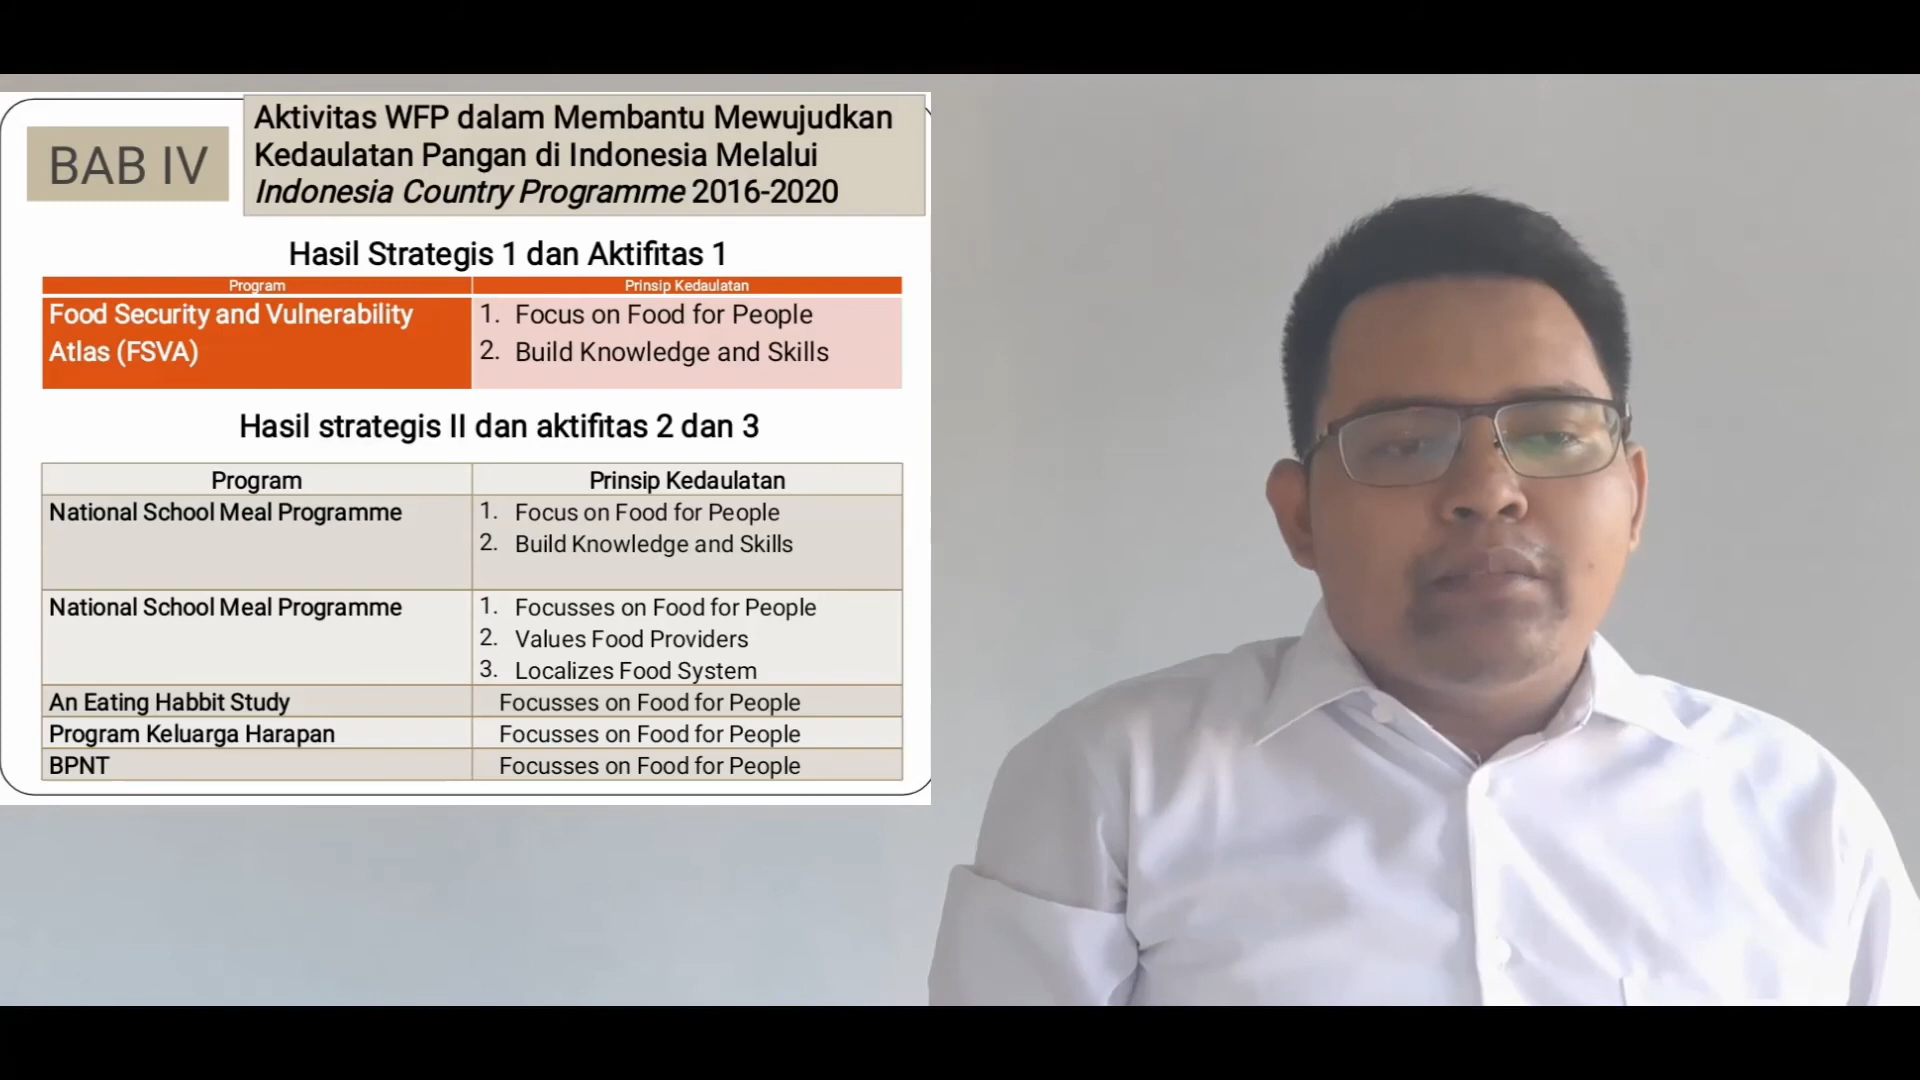 BAB IV
Aktivitas WFP dalam Membantu Mewujudkan
Kedaulatan Pangan di Indonesia Melalui
Indonesia Country Programme 2016-2020
Hasil Strategis 1 dan Aktifitas 1
Program
Prinsip Kedaulatan
Food Security and Vulnerability
Atlas (FSVA)
1. Focus on Food for People
2. Build Knowledge and Skills
Hasil strategis II dan aktifitas 2 dan 3
Program
Prinsip Kedaulatan
National School Meal Programme
1. Focus on Food for People
2. Build Knowledge and Skills
National School Meal Programme
1. Focusses on Food for People
2. Values Food Providers
3. Localizes Food System
An Eating Habbit Study
Focusses on Food for People
Program Keluarga Harapan
Focusses on Food for People
BPNT
Focusses on Food for People